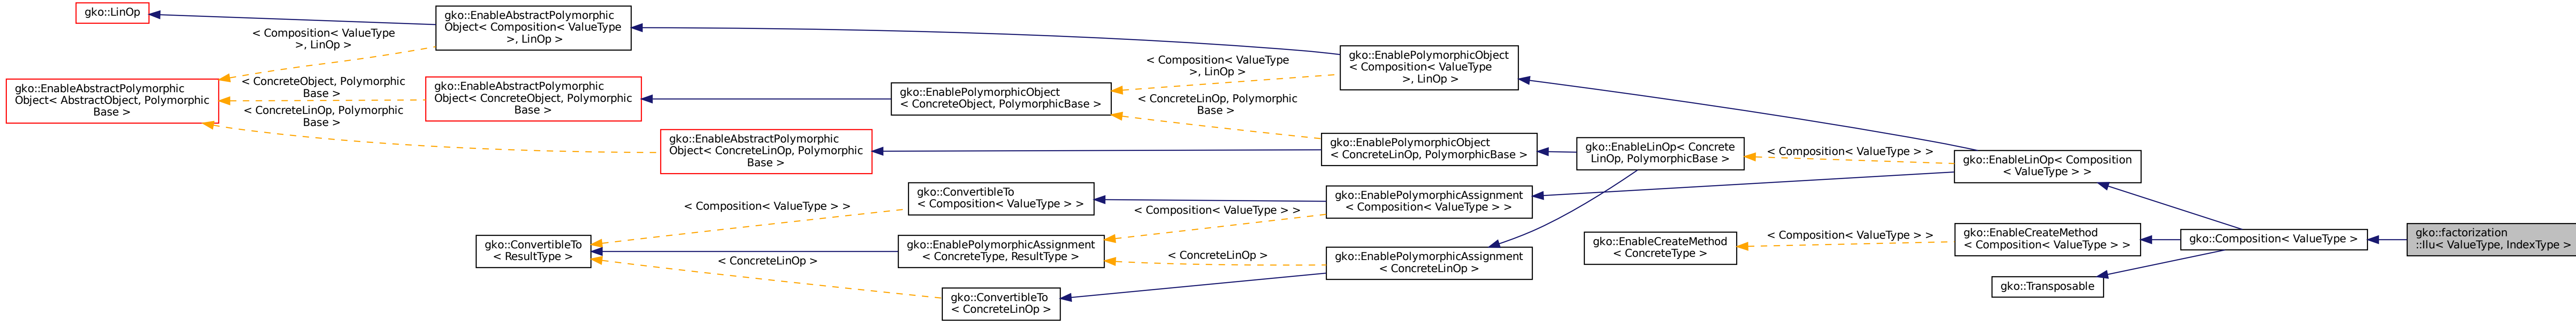 gko::LinOp
gko::EnableAbstractPolymorphic
Object< Composition< ValueType
>, LinOp >
< Composition< ValueType
>, LinOp >
gko::EnableAbstractPolymorphic
Object< AbstractObject, Polymorphic
Base >
< ConcreteObject, Polymorphic
Base >
< ConcreteLinOp, Polymorphic
Base >
gko::EnableAbstractPolymorphic
Object< ConcreteObject, Polymorphic
Base >
gko::EnableAbstractPolymorphic
Object< ConcreteLinOp, Polymorphic
Base >
gko::EnablePolymorphicObject
< ConcreteObject, PolymorphicBase >
< Composition< ValueType
>, LinOp >
< ConcreteLinOp, Polymorphic
Base >
gko::EnablePolymorphicObject
< Composition< ValueType
>, LinOp >
gko::EnablePolymorphicObject
< ConcreteLinOp, PolymorphicBase >
gko::EnableLinOp< Concrete
LinOp, PolymorphicBase >
< Composition< ValueType > >
gko::EnableLinOp< Composition
< ValueType > >
gko::ConvertibleTo
< ResultType >
< Composition< ValueType > >
< ConcreteLinOp >
gko::ConvertibleTo
< Composition< ValueType > >
gko::EnablePolymorphicAssignment
< ConcreteType, ResultType >
gko::ConvertibleTo
< ConcreteLinOp >
< Composition< ValueType > >
< ConcreteLinOp >
gko::EnablePolymorphicAssignment
< Composition< ValueType > >
gko::EnablePolymorphicAssignment
< ConcreteLinOp >
gko::EnableCreateMethod
< ConcreteType >
< Composition< ValueType > >
gko::EnableCreateMethod
< Composition< ValueType > >
gko::Transposable
gko::Composition< ValueType >
gko::factorization
::Ilu< ValueType, IndexType >